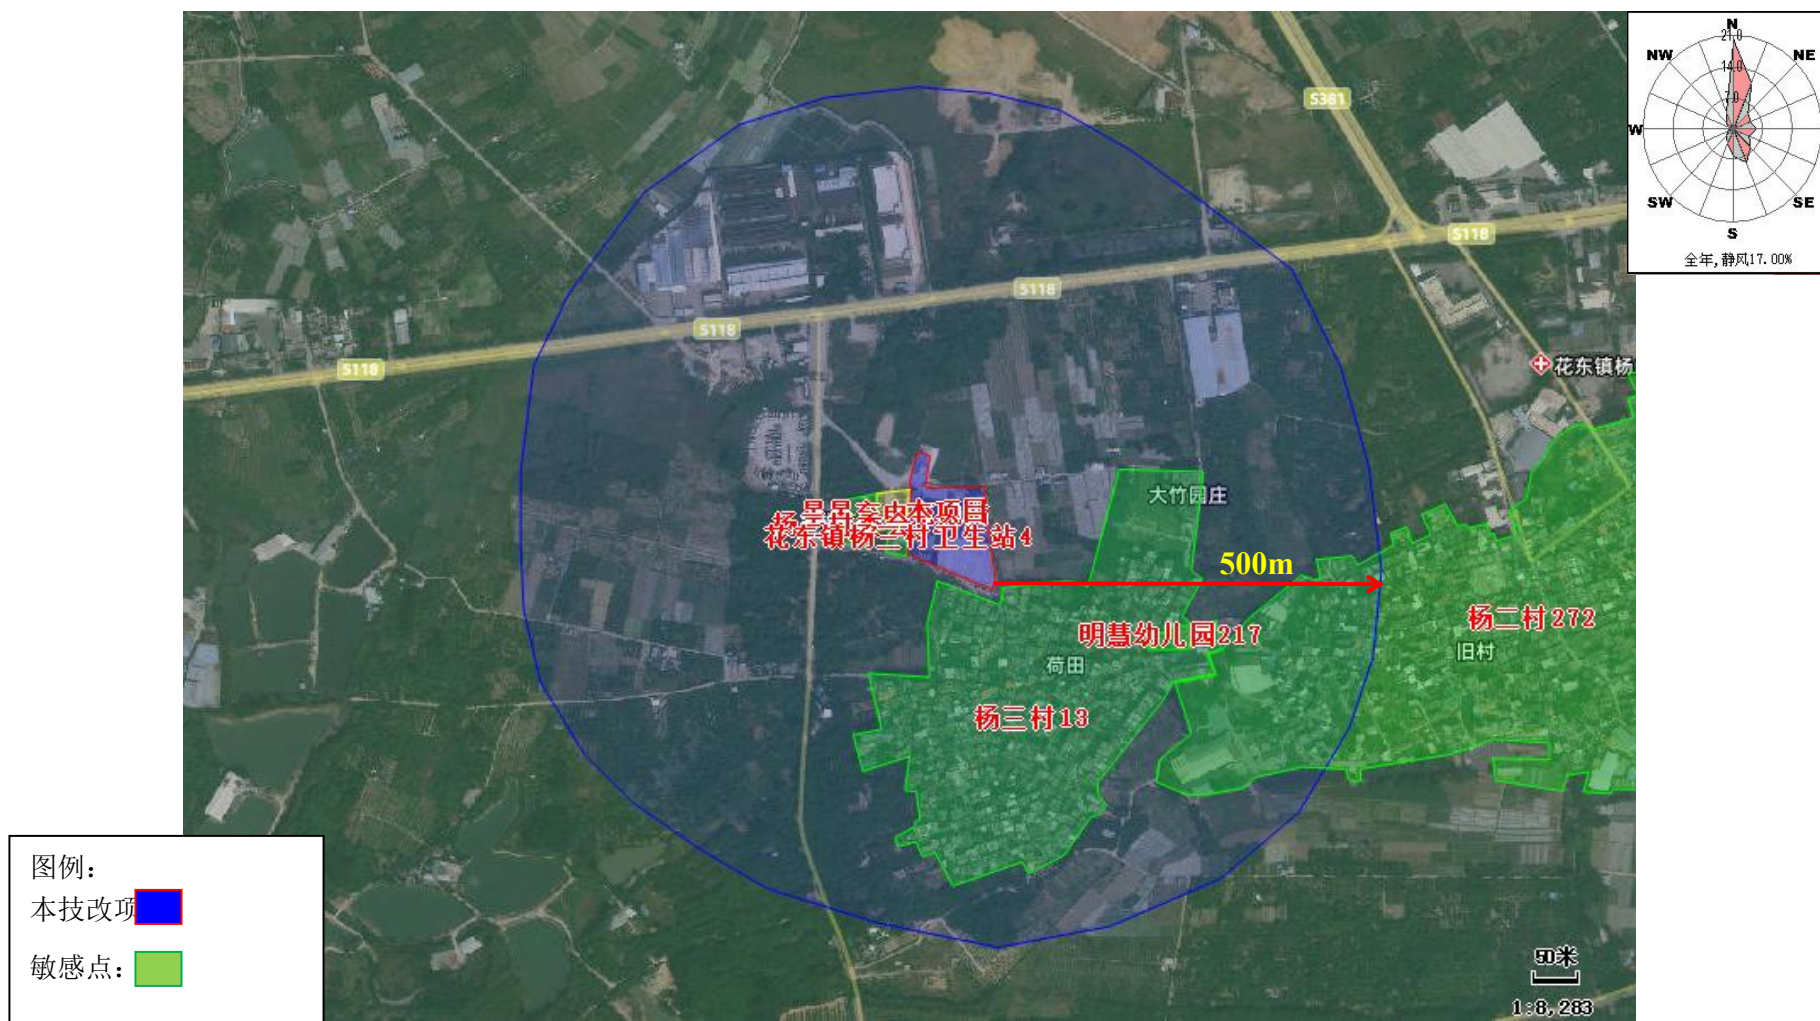 N
21.0
NW
14.0
NE
7.0
W
SW
SE
S
全年,静风17.00%
S381
S118
S118
S118
S118
花东镇杨
大竹园庄
本项目
花东镇杨三村卫生站4
500m
明慧幼儿园217
杨二村272
旧村
荷田
杨三村13
图例：
本技改项
敏感点：
50米
1:8,283